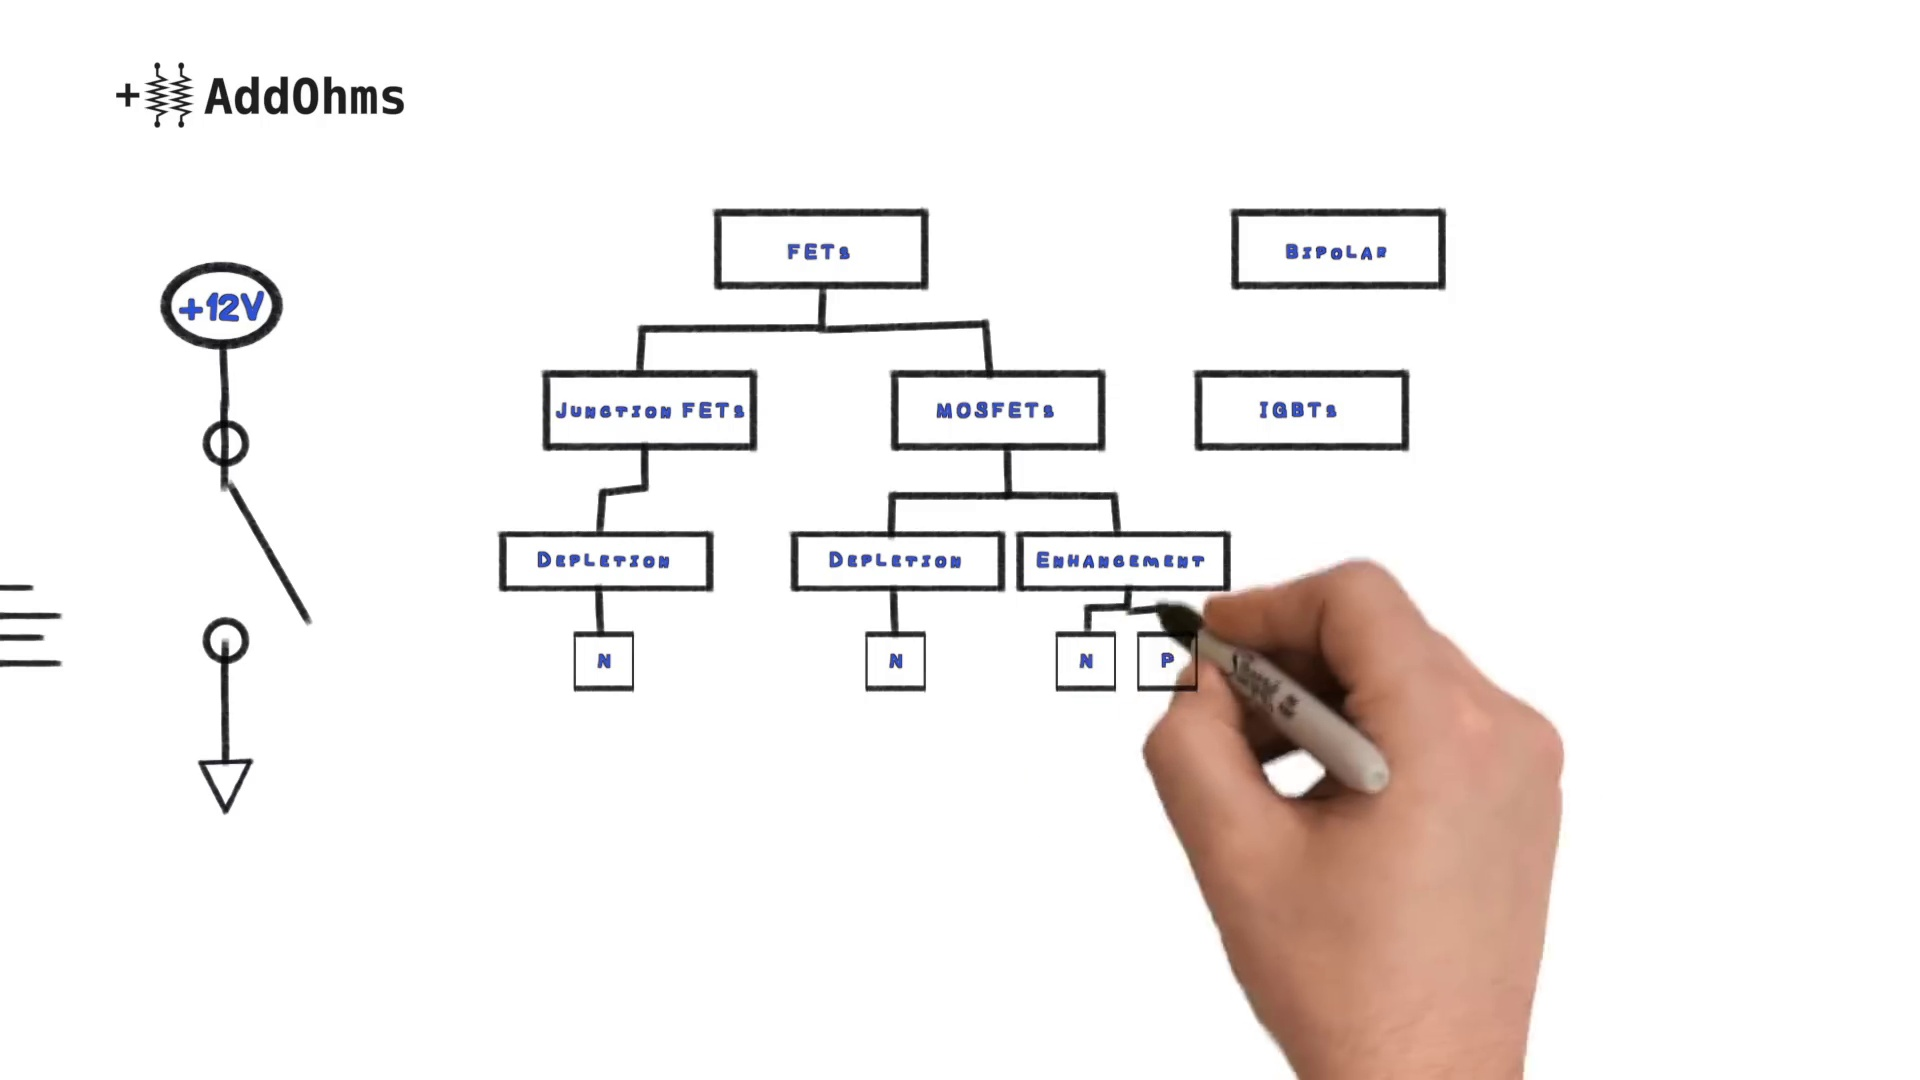 + AddOhms
FETs
Bipolar
+12V
Junction FETs
MOSFETs
IGBTs
Depletion
Depletion
Enhancement
N
N
N
P